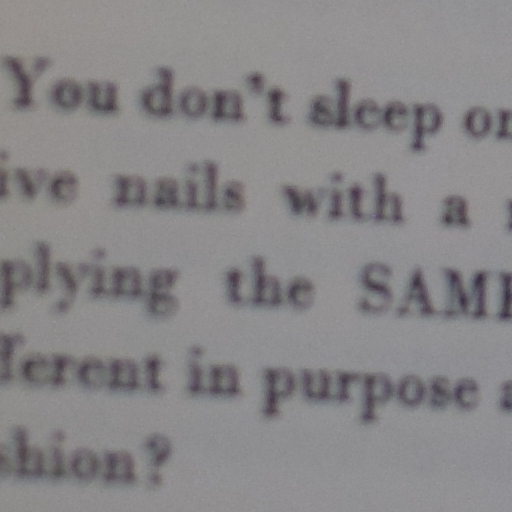 You don't sleep on
ive nails with a
plying the SAME
fferent in purpose a
shion?